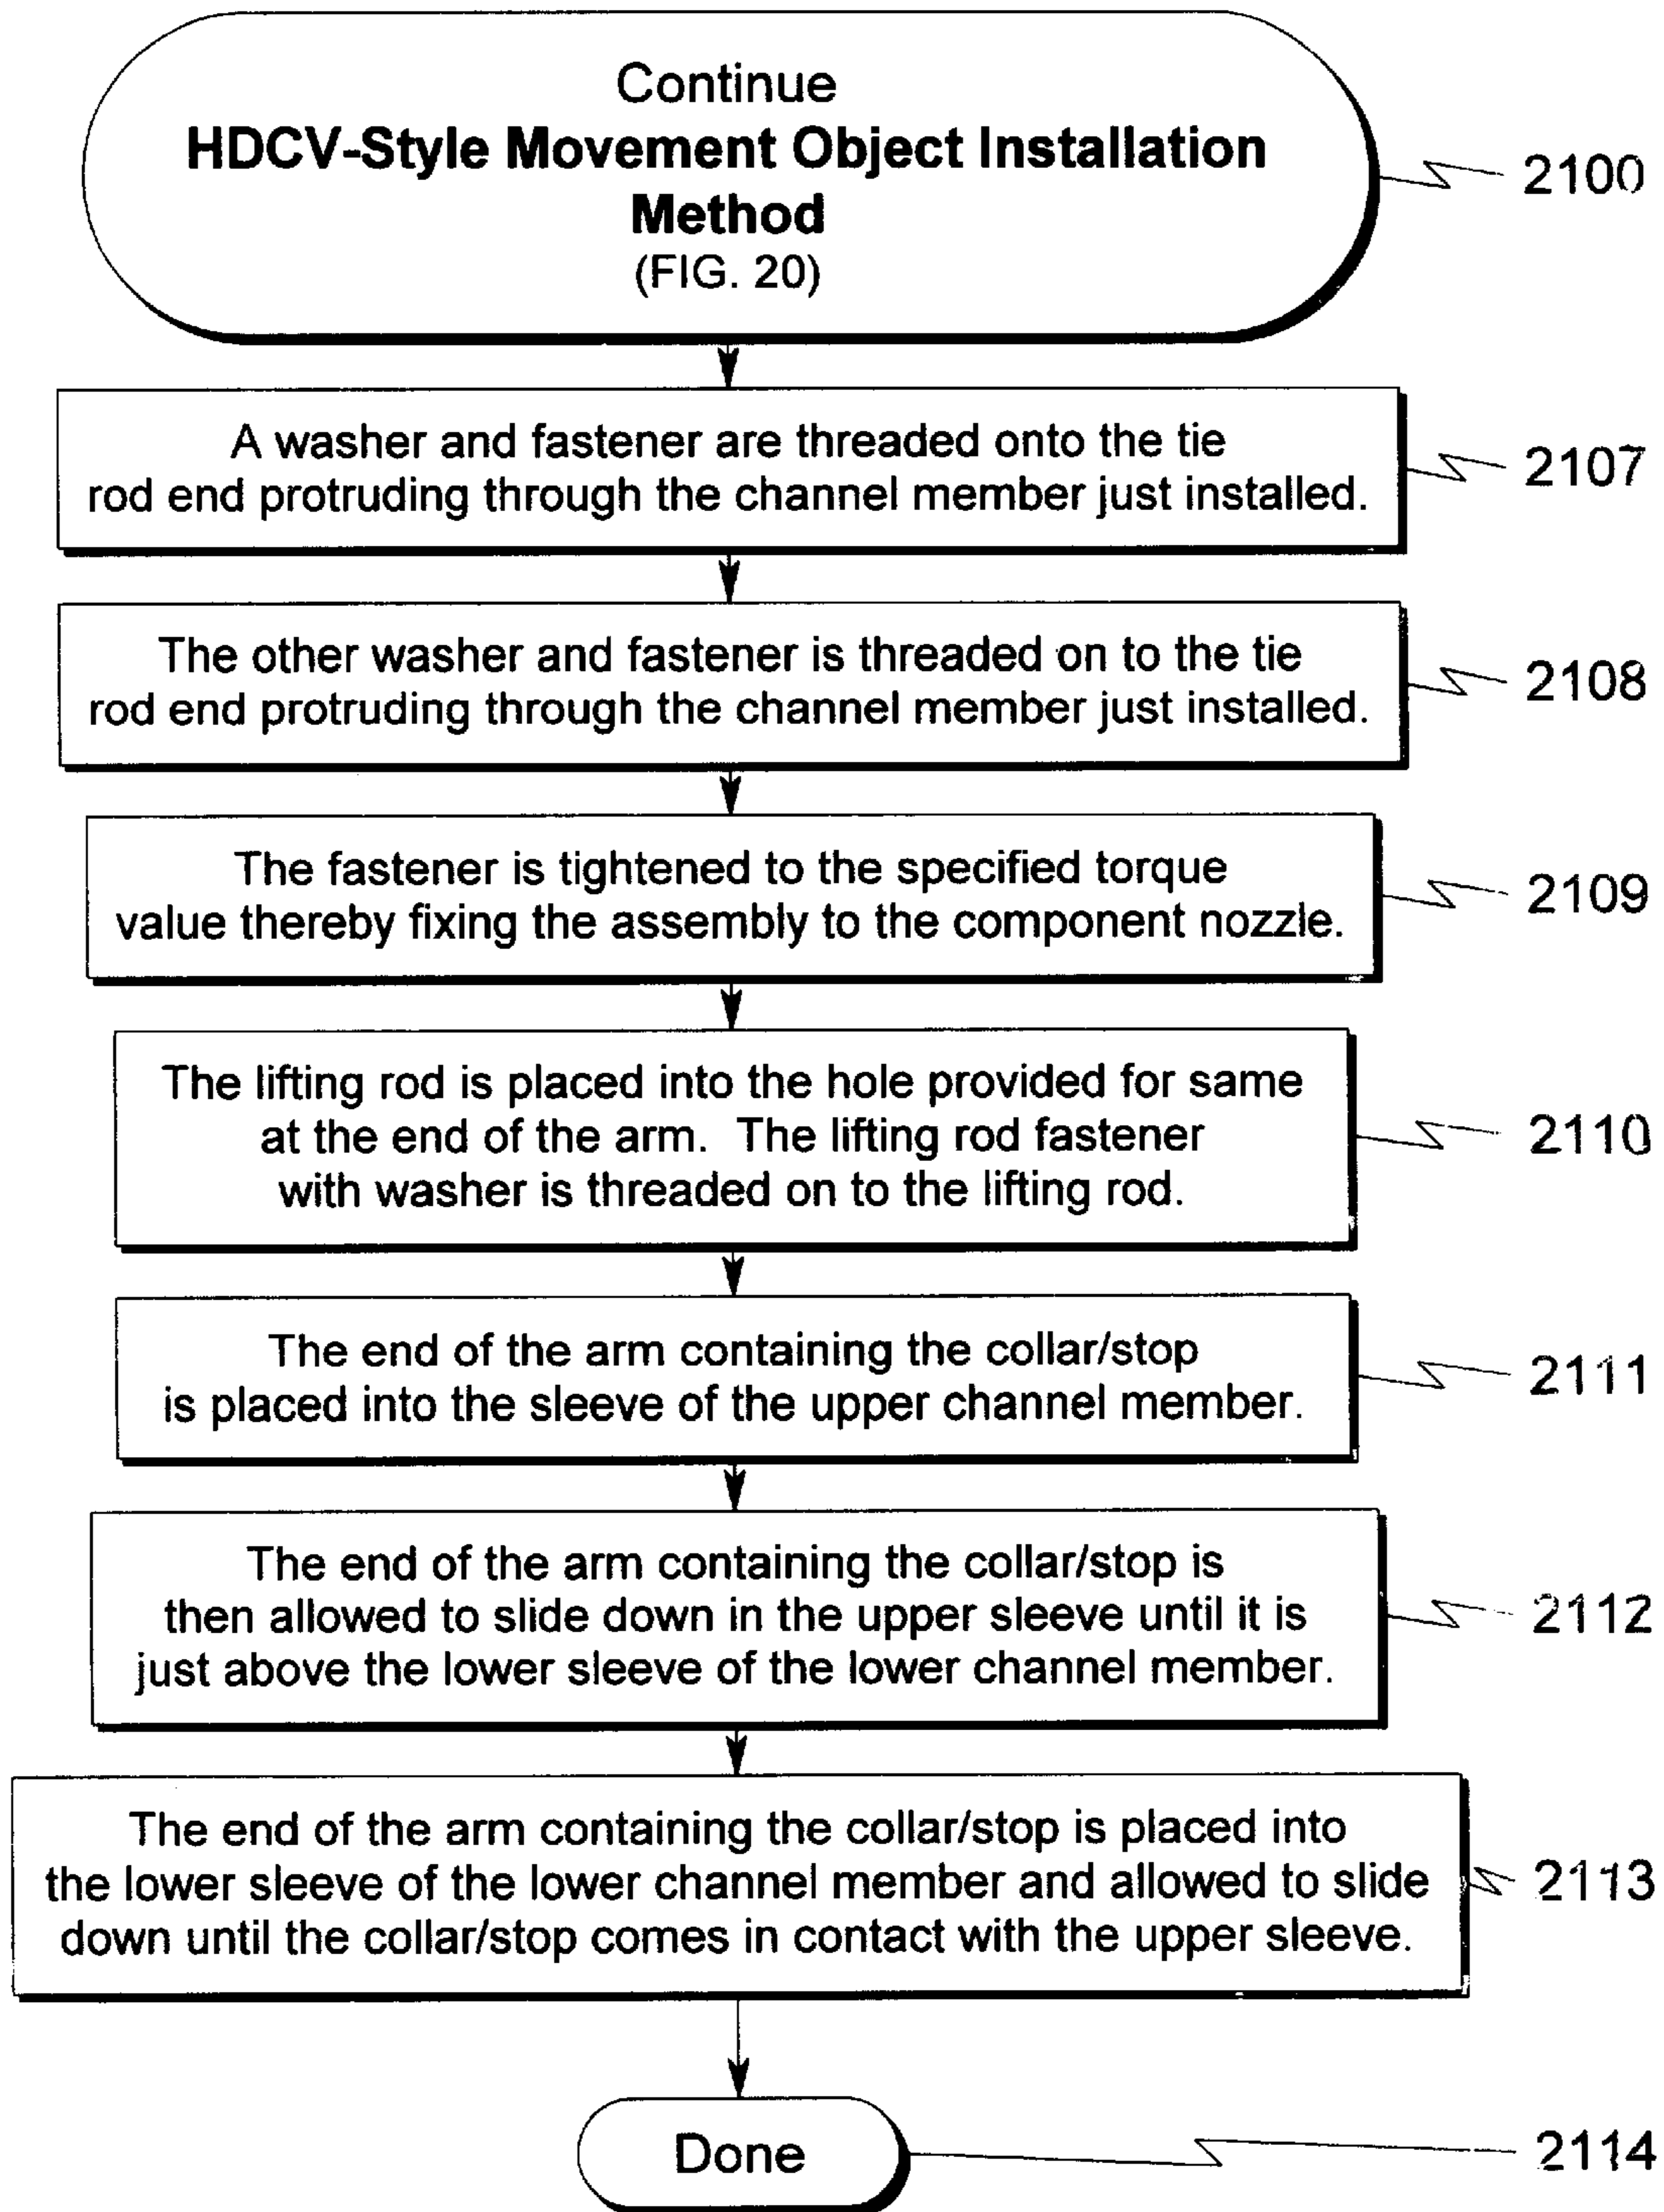 Continue
HDCV-Style Movement Object Installation
Method
(FIG. 20)
2100
A washer and fastener are threaded onto the tie
rod end protruding through the channel member just installed.
2107
The other washer and fastener is threaded on to the tie
rod end protruding through the channel member just installed.
2108
The fastener is tightened to the specified torque
value thereby fixing the assembly to the component nozzle.
2109
The lifting rod is placed into the hole provided for same
at the end of the arm. The lifting rod fastener
with washer is threaded on to the lifting rod.
2110
The end of the arm containing the collar/stop
is placed into the sleeve of the upper channel member.
2111
The end of the arm containing the collar/stop is
then allowed to slide down in the upper sleeve until it is
just above the lower sleeve of the lower channel member.
2112
The end of the arm containing the collar/stop is placed into
the lower sleeve of the lower channel member and allowed to slide
down until the collar/stop comes in contact with the upper sleeve.
2113
Done
2114